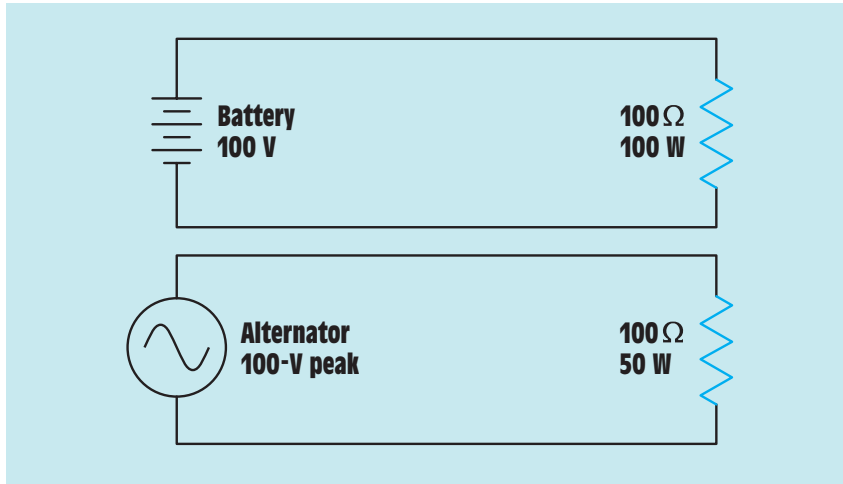 Battery
100 V
100 Ω
100 W
Alternator
100-V peak
100 Ω
50 W